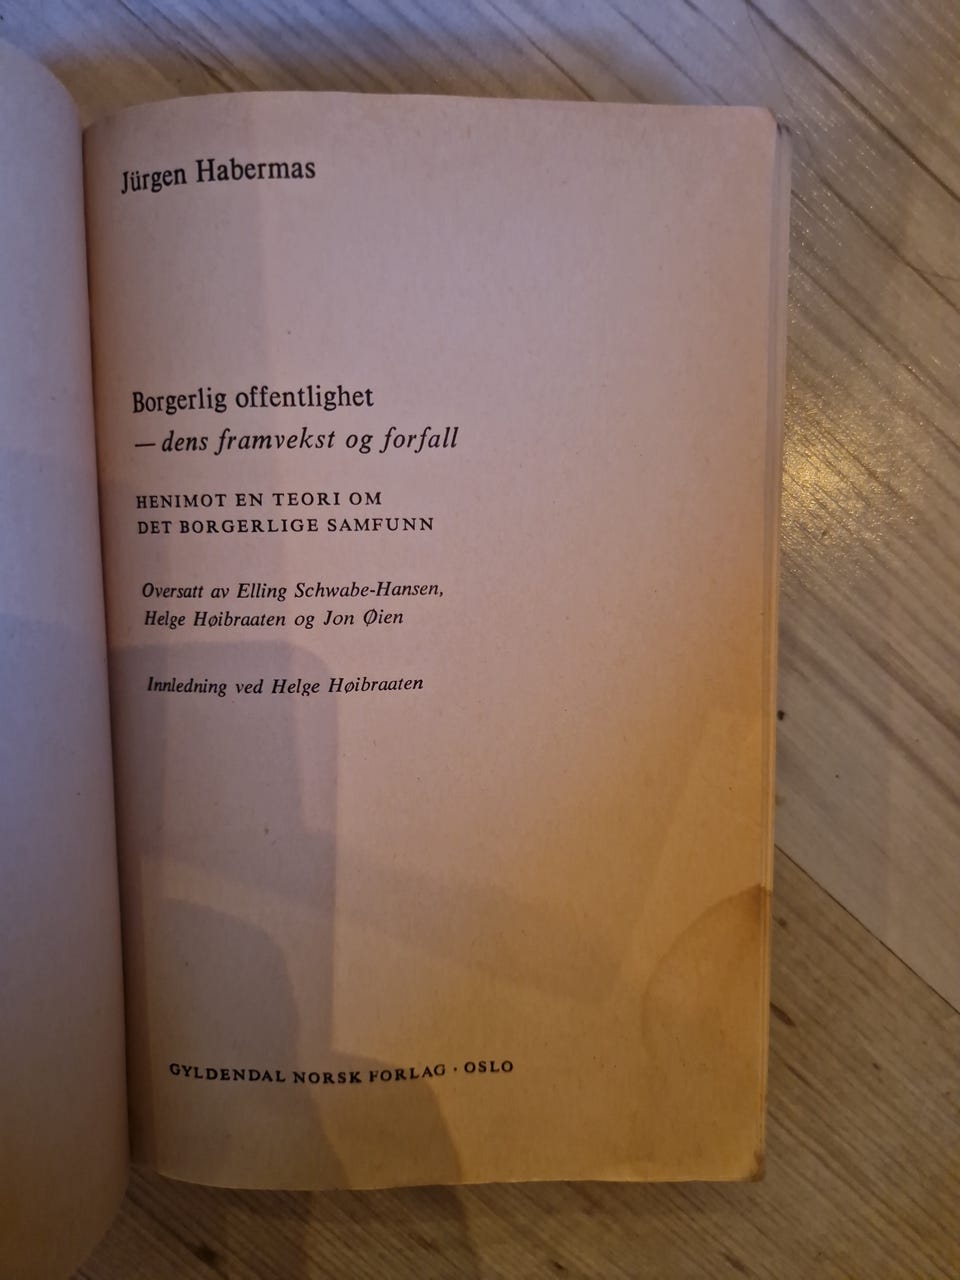 Jürgen Habermas
Borgerlig offentlighet
— dens framvekst og forfall
HENIMOT EN TEORI OM
DET BORGERLIGE SAMFUNN
Oversatt av Elling Schwabe-Hansen,
Helge Høibraaten og Jon Øien
Innledning ved Helge Høibraaten
GYLDENDAL NORSK FORLAG · OSLO